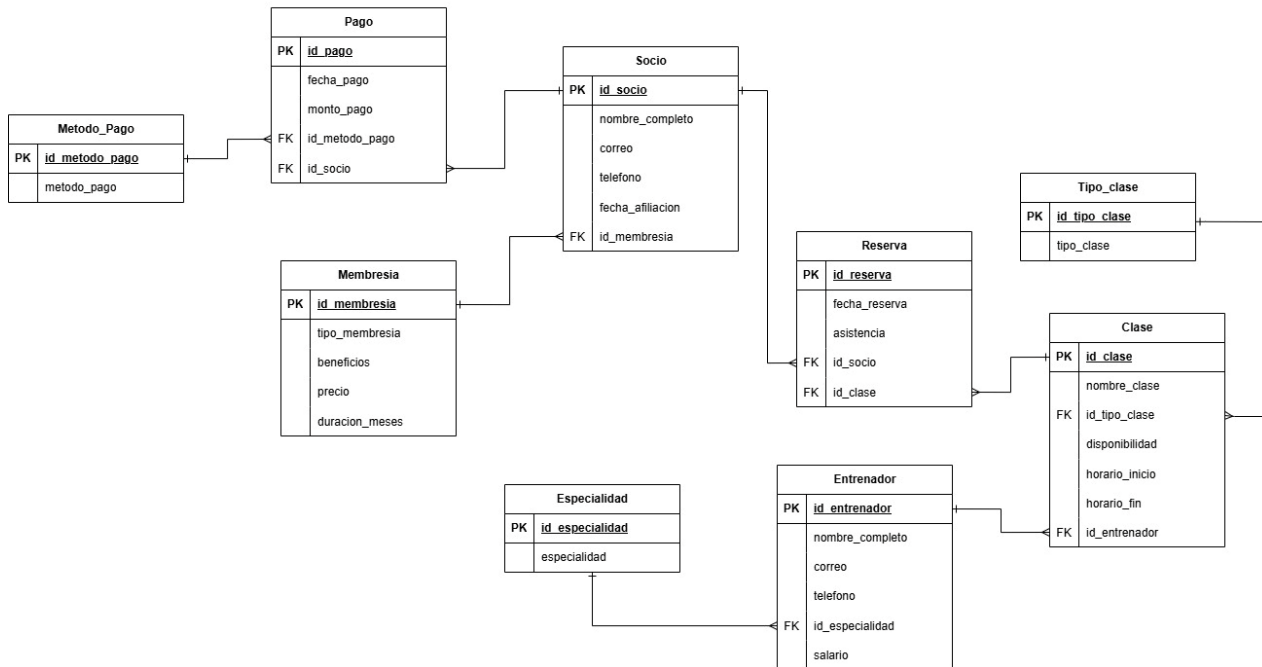 Pago
PK id_pago
fecha_pago
monto_pago
FK id_metodo_pago
FK id_socio
Socio
PK id_socio
nombre_completo
correo
telefono
fecha_afiliacion
FK id_membresia
Metodo_Pago
PK id_metodo_pago
metodo_pago
Tipo_clase
PK id_tipo_clase
tipo_clase
Membresia
PK id_membresia
tipo_membresia
beneficios
precio
duracion_meses
Reserva
PK id_reserva
fecha_reserva
asistencia
FK id_socio
FK id_clase
Clase
PK id_clase
nombre_clase
FK id_tipo_clase
disponibilidad
horario_inicio
horario_fin
FK id_entrenador
Especialidad
PK id_especialidad
especialidad
Entrenador
PK id_entrenador
nombre_completo
correo
telefono
FK id_especialidad
salario